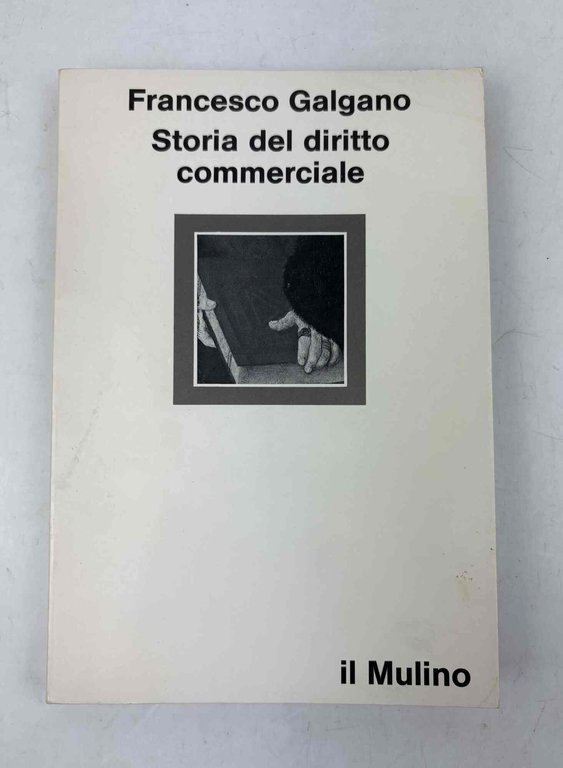 Francesco Galgano
Storia del diritto
commerciale
il Mulino